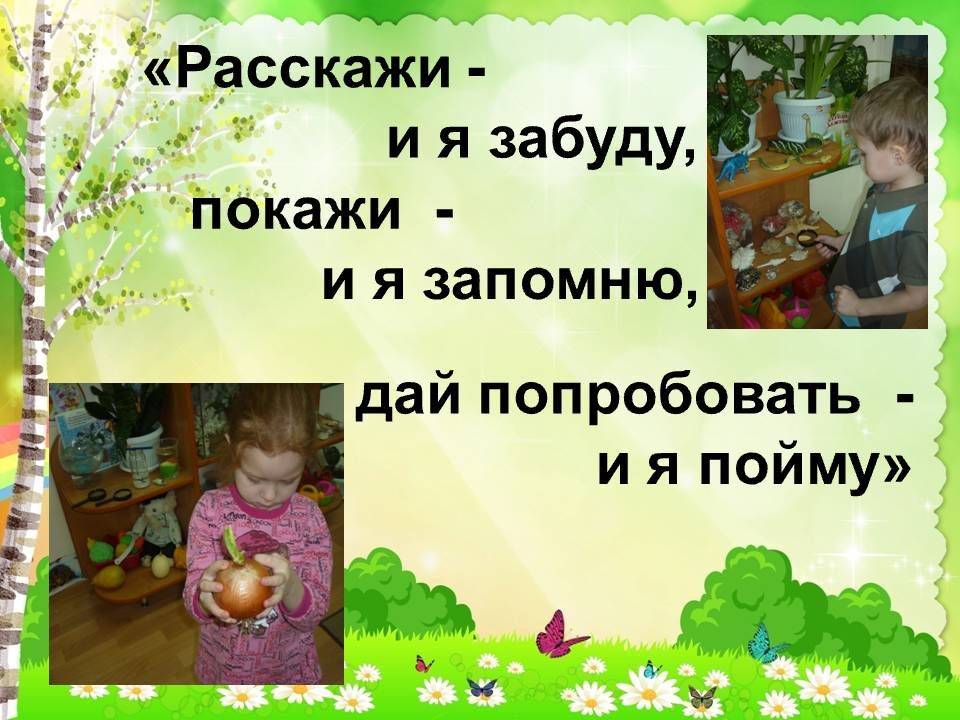 «Расскажи -
и я забуду,
покажи -
и я запомню,
дай попробовать -
и я пойму»